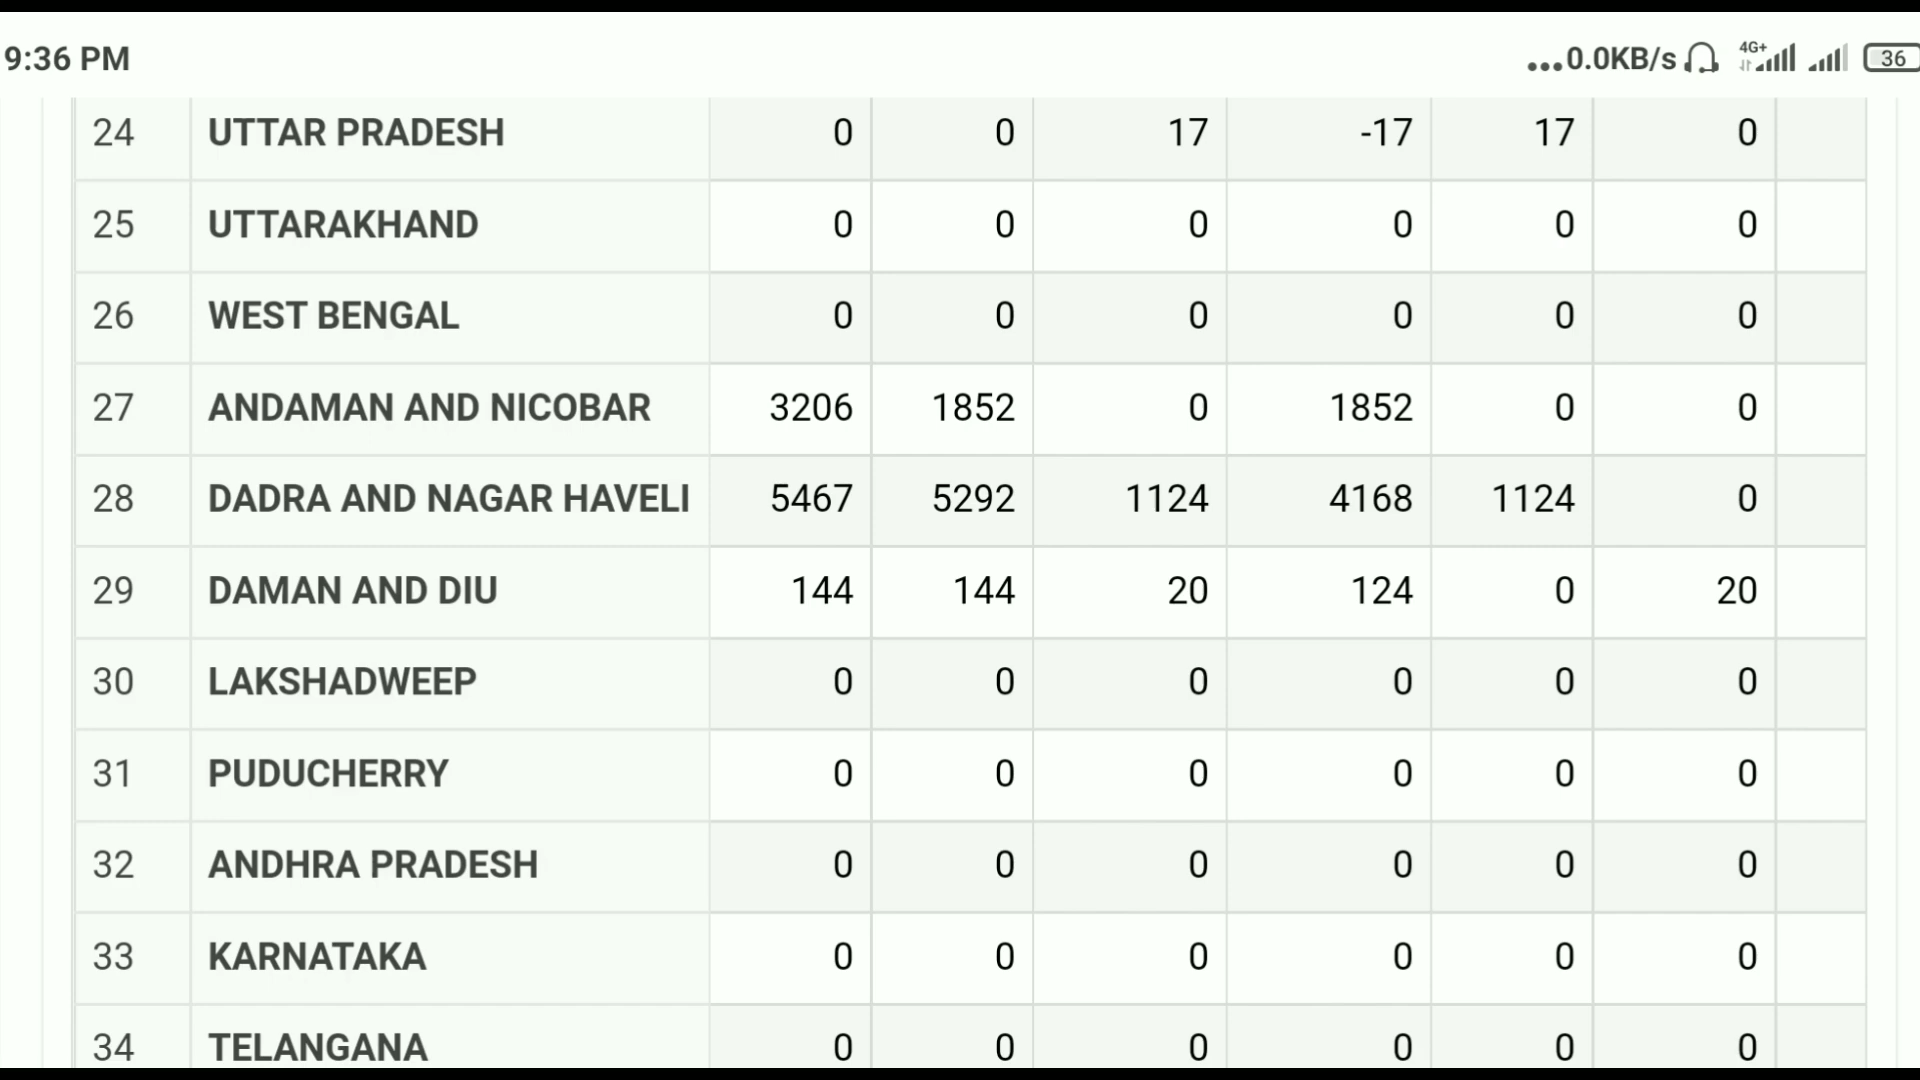 9:36 PM ...0.0KB/s 4G+ 36
24 UTTAR PRADESH 0 0 17 -17 17 0
25 UTTARAKHAND 0 0 0 0 0 0
26 WEST BENGAL 0 0 0 0 0 0
27 ANDAMAN AND NICOBAR 3206 1852 0 1852 0 0
28 DADRA AND NAGAR HAVELI 5467 5292 1124 4168 1124 0
29 DAMAN AND DIU 144 144 20 124 0 20
30 LAKSHADWEEP 0 0 0 0 0 0
31 PUDUCHERRY 0 0 0 0 0 0
32 ANDHRA PRADESH 0 0 0 0 0 0
33 KARNATAKA 0 0 0 0 0 0
34 TELANGANA 0 0 0 0 0 0